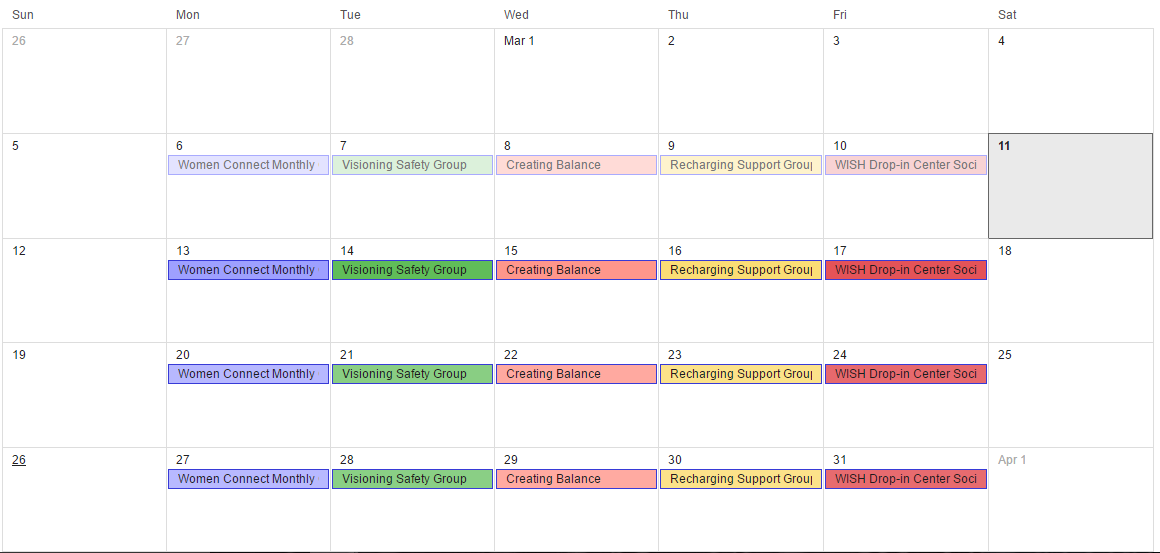 Sun Mon Tue Wed Thu Fri Sat
26 27 28 Mar 1 2 3 4
5 6 7 8 9 10 11
Women Connect Monthly Visioning Safety Group Creating Balance Recharging Support Group WISH Drop-in Center Soci
12 13 14 15 16 17 18
Women Connect Monthly Visioning Safety Group Creating Balance Recharging Support Group WISH Drop-in Center Soci
19 20 21 22 23 24 25
Women Connect Monthly Visioning Safety Group Creating Balance Recharging Support Group WISH Drop-in Center Soci
26 27 28 29 30 31 Apr 1
Women Connect Monthly Visioning Safety Group Creating Balance Recharging Support Group WISH Drop-in Center Soci